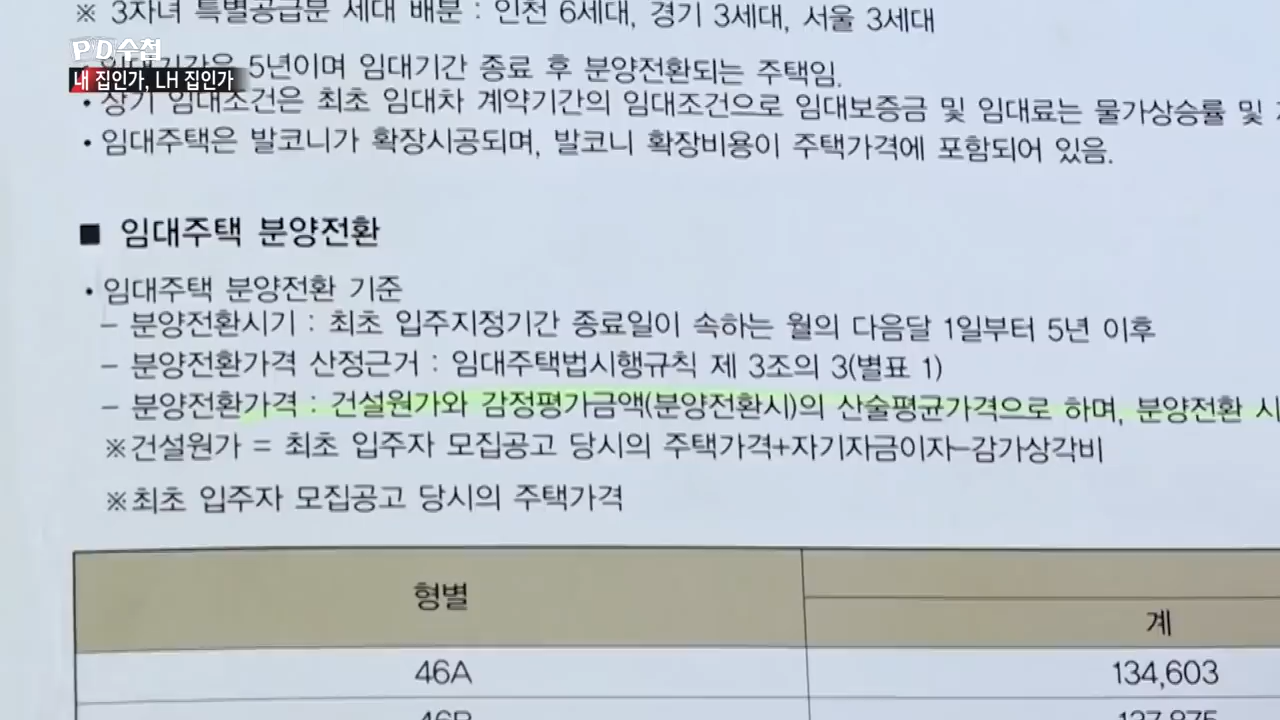 ※ 3자녀 특별공급분 세대 배분 : 인천 6세대, 경기 3세대, 서울 3세대
PD수첩
내 집인가, LH 집인가
5년이며 임대기간 종료 후 분양전환되는 주택임.
• 상기 임대조건은 최초 임대차 계약기간의 임대조건으로 임대보증금 및 임대료는 물가상승률 및
• 임대주택은 발코니가 확장시공되며, 발코니 확장비용이 주택가격에 포함되어 있음.
■ 임대주택 분양전환
• 임대주택 분양전환 기준
– 분양전환시기 : 최초 입주지정기간 종료일이 속하는 월의 다음달 1일부터 5년 이후
– 분양전환가격 산정근거 : 임대주택법시행규칙 제 3조의 3(별표 1)
– 분양전환가격 : 건설원가와 감정평가금액(분양전환시)의 산술평균가격으로 하며, 분양전환 시
※건설원가 = 최초 입주자 모집공고 당시의 주택가격+자기자금이자–감가상각비
※최초 입주자 모집공고 당시의 주택가격
형별
계
46A 134,603